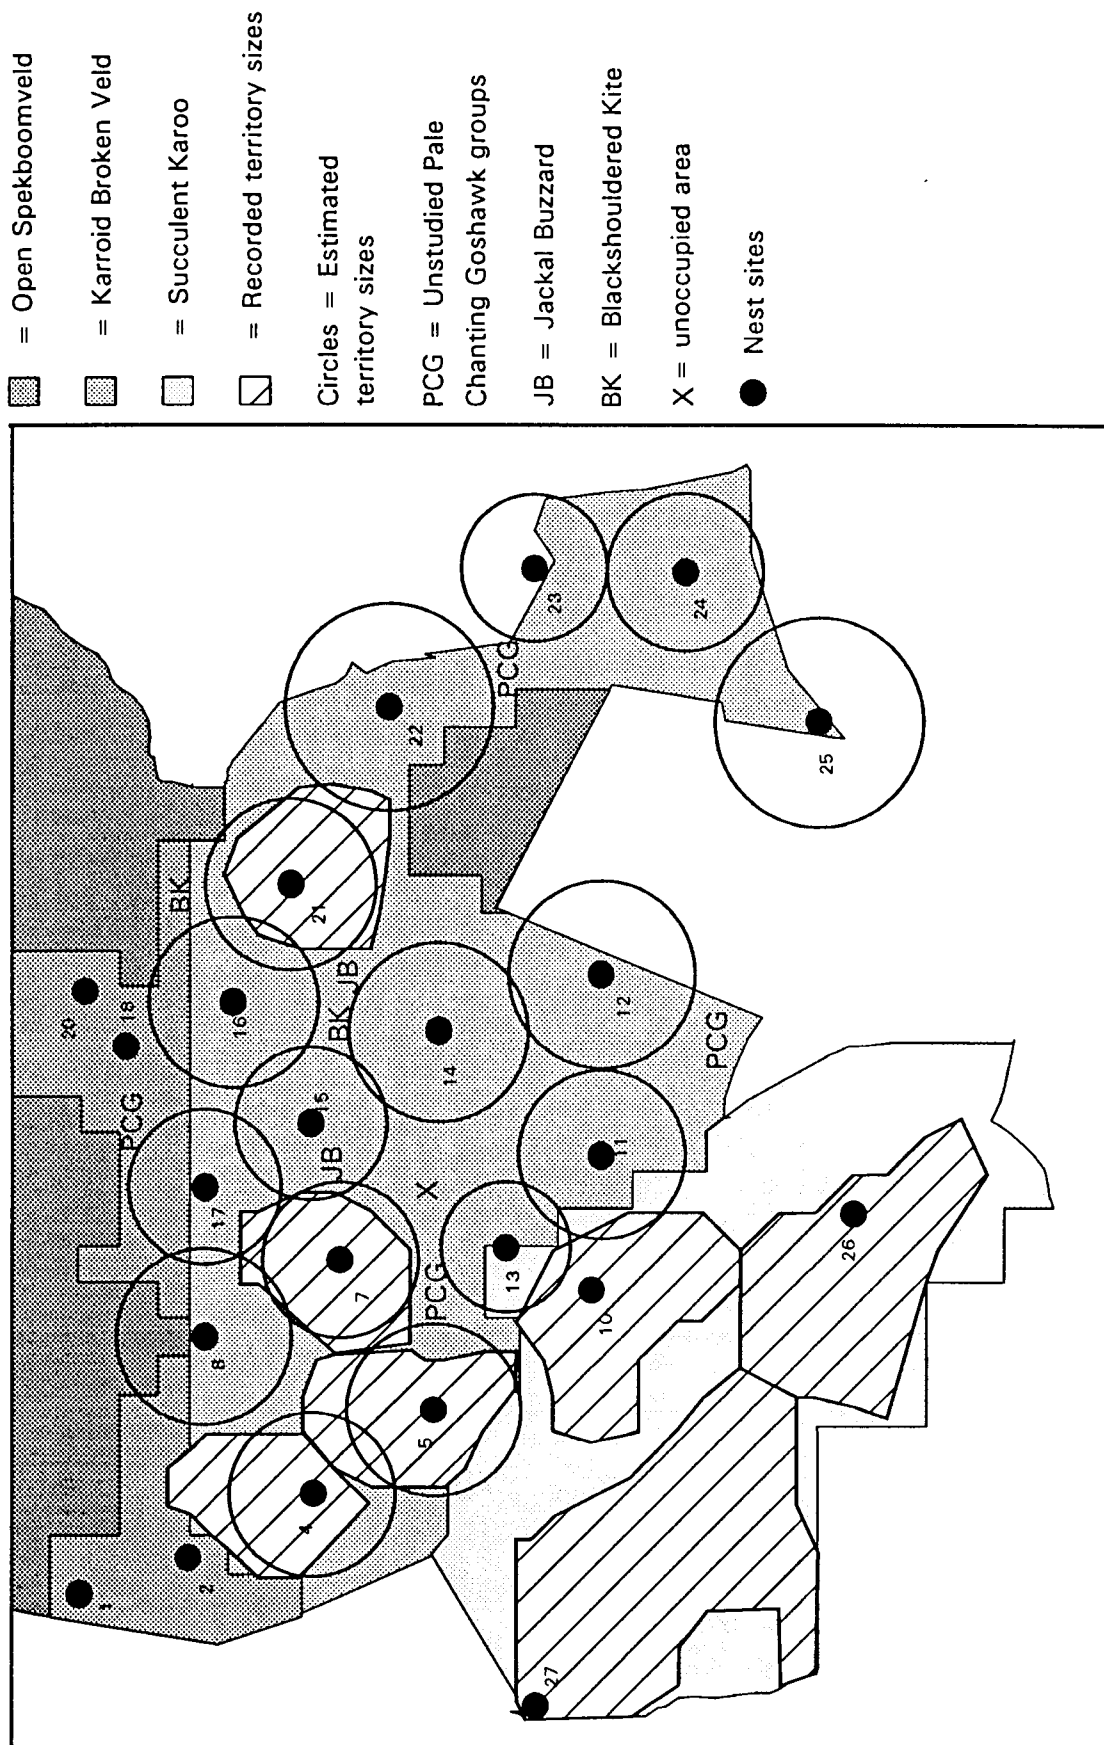 = Open Spekboomveld
= Karroid Broken Veld
= Succulent Karoo
= Recorded territory sizes
Circles = Estimated
territory sizes
PCG = Unstudied Pale
Chanting Goshawk groups
JB = Jackal Buzzard
BK = Blackshouldered Kite
X = unoccupied area
Nest sites
1
2
20
18
PCG
BK
8
17
16
4
7
JB
15
BK JB
21
5
PCG
X
14
22
PCG
13
23
27
10
11
12
24
PCG
26
25